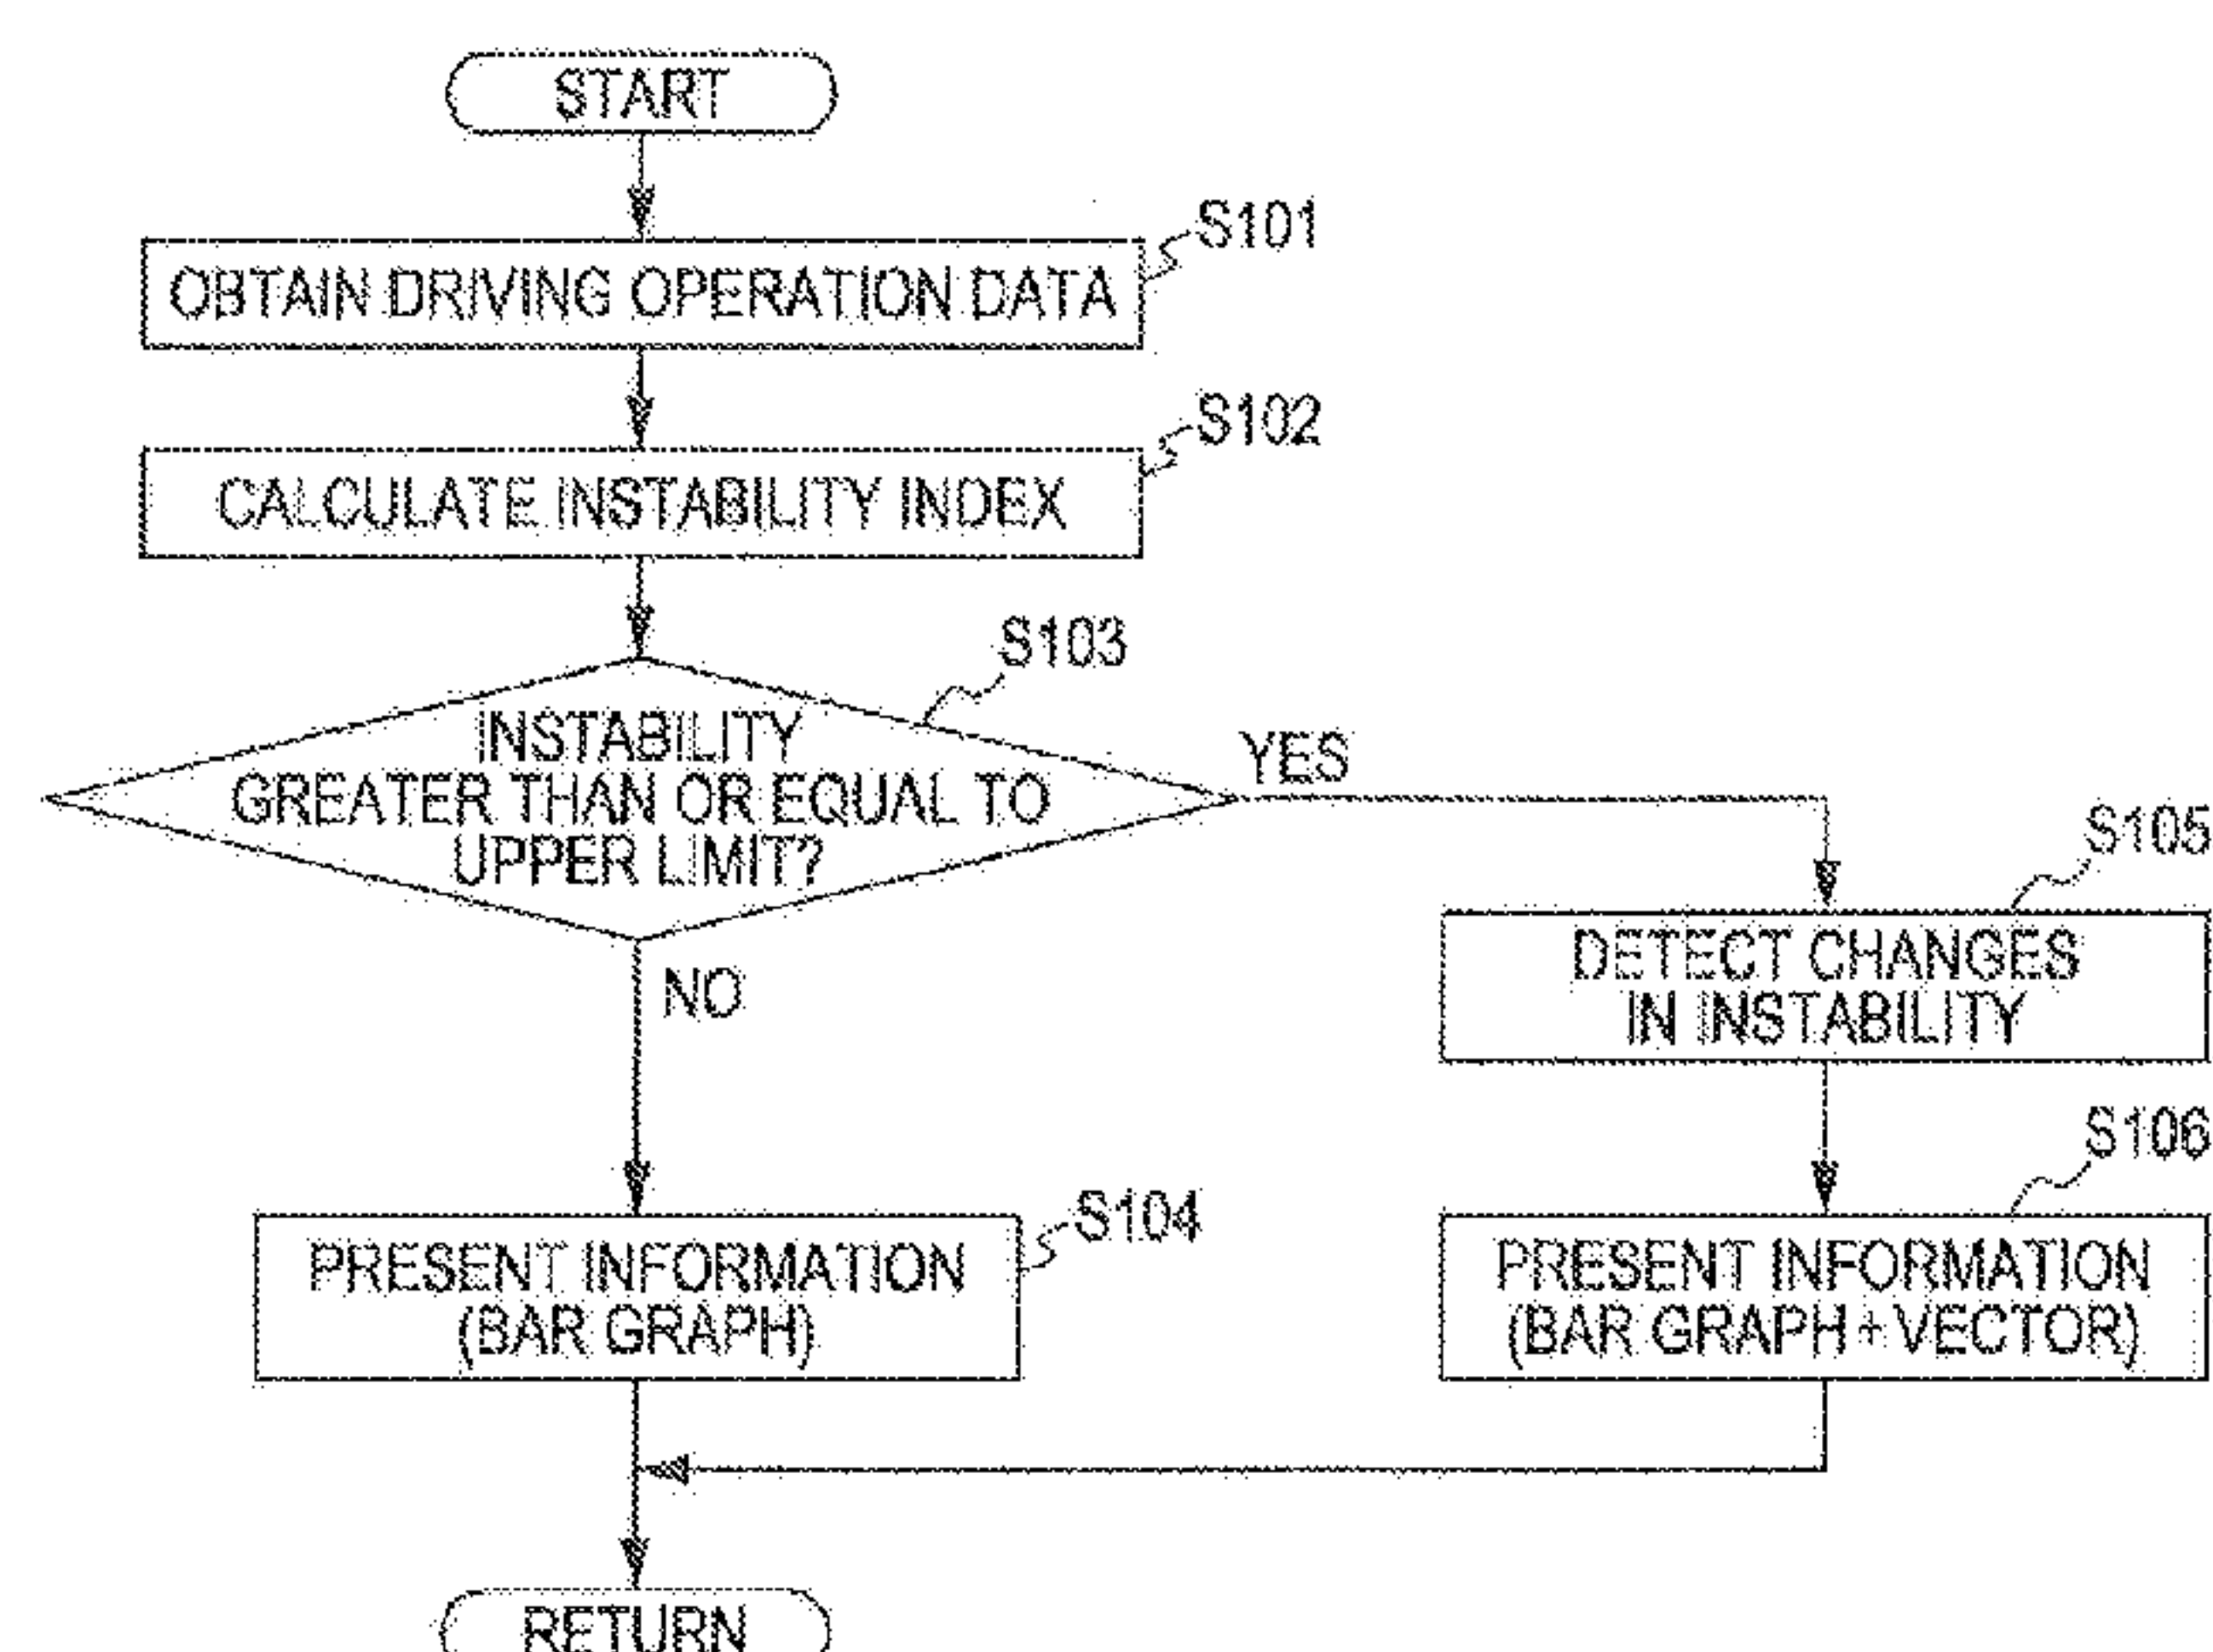 START
S101
OBTAIN DRIVING OPERATION DATA
S102
CALCULATE INSTABILITY INDEX
S103
INSTABILITY
GREATER THAN OR EQUAL TO
UPPER LIMIT?
YES
NO
S105
DETECT CHANGES
IN INSTABILITY
S104
PRESENT INFORMATION
(BAR GRAPH)
S106
PRESENT INFORMATION
(BAR GRAPH + VECTOR)
RETURN